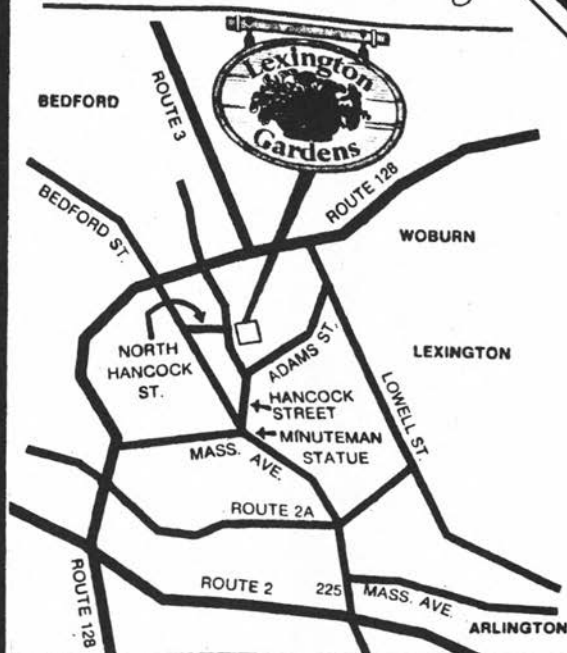 Lexington
Gardens
BEDFORD
ROUTE 3
ROUTE 128
BEDFORD ST.
WOBURN
NORTH
HANCOCK
ST.
ADAMS ST.
LEXINGTON
HANCOCK
STREET
LOWELL ST.
MINUTEMAN
STATUE
MASS. AVE.
ROUTE 2A
ROUTE 128
ROUTE 2
225
MASS. AVE.
ARLINGTON